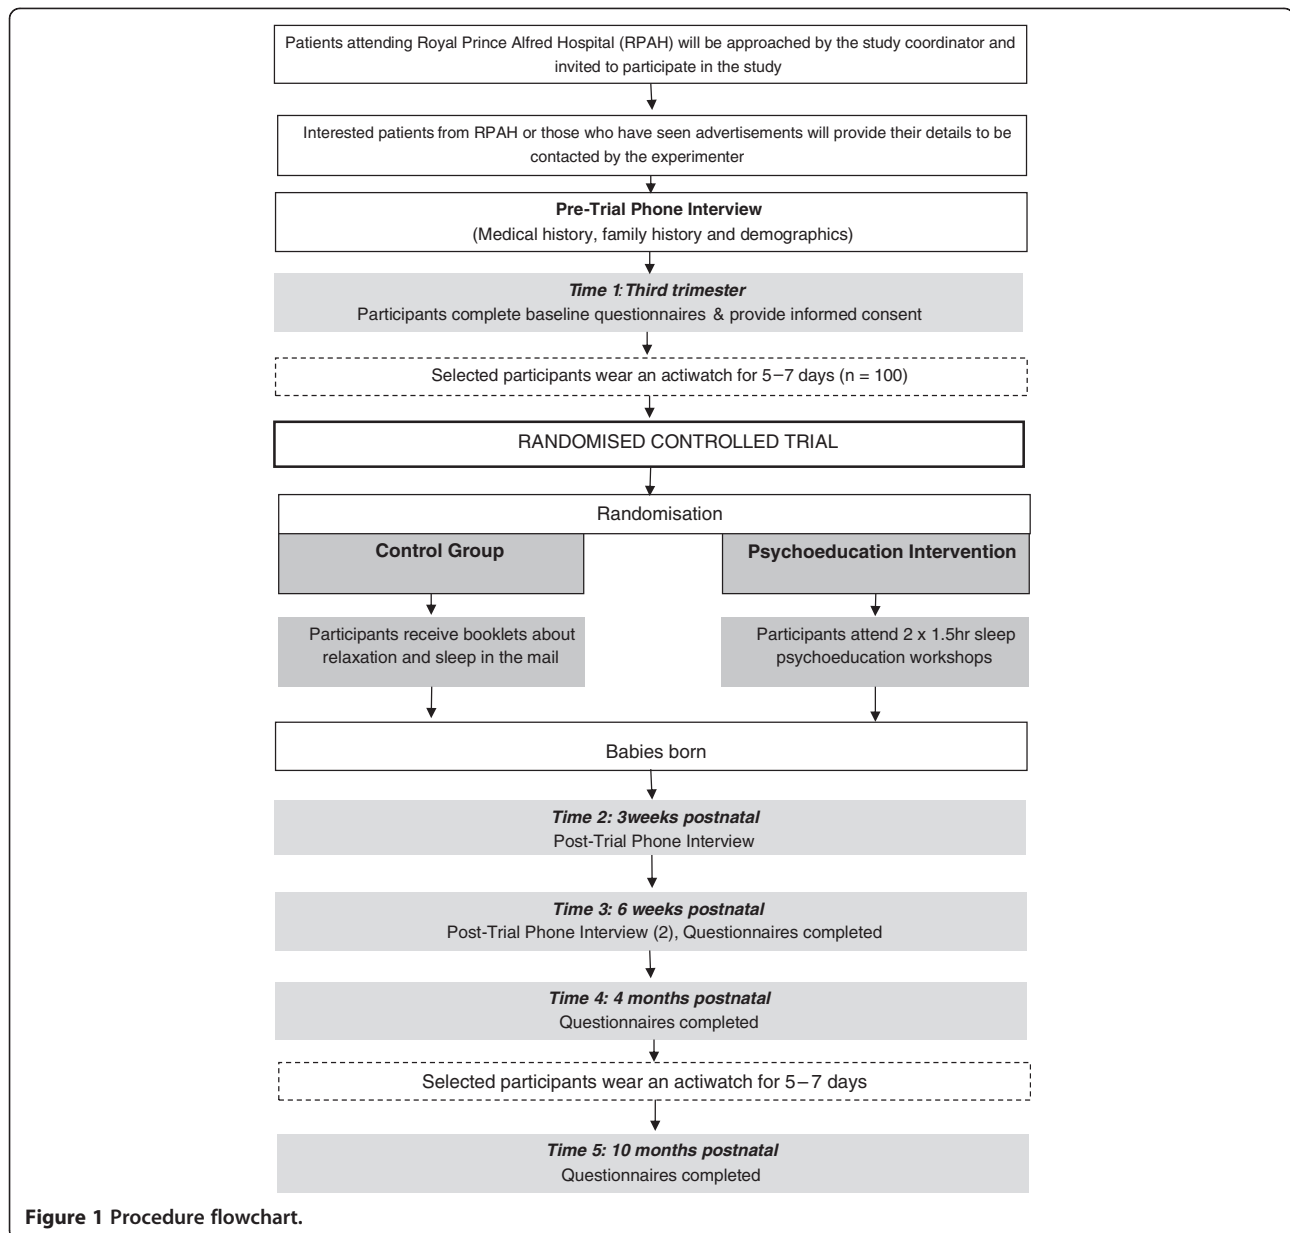 Patients attending Royal Prince Alfred Hospital (RPAH) will be approached by the study coordinator and
invited to participate in the study
Interested patients from RPAH or those who have seen advertisements will provide their details to be
contacted by the experimenter
Pre-Trial Phone Interview
(Medical history, family history and demographics)
Time 1: Third trimester
Participants complete baseline questionnaires & provide informed consent
Selected participants wear an actiwatch for 5–7 days (n = 100)
RANDOMISED CONTROLLED TRIAL
Randomisation
Control Group
Psychoeducation Intervention
Participants receive booklets about
relaxation and sleep in the mail
Participants attend 2 x 1.5hr sleep
psychoeducation workshops
Babies born
Time 2: 3weeks postnatal
Post-Trial Phone Interview
Time 3: 6 weeks postnatal
Post-Trial Phone Interview (2), Questionnaires completed
Time 4: 4 months postnatal
Questionnaires completed
Selected participants wear an actiwatch for 5–7 days
Time 5: 10 months postnatal
Questionnaires completed
Figure 1 Procedure flowchart.